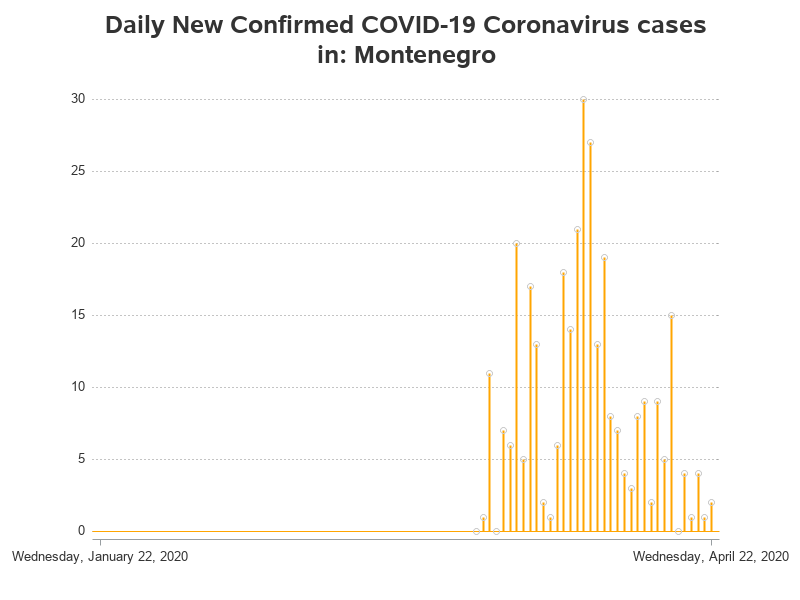 Daily New Confirmed COVID-19 Coronavirus cases
in: Montenegro
30
25
20
15
10
5
0
Wednesday, January 22, 2020 Wednesday, April 22, 2020